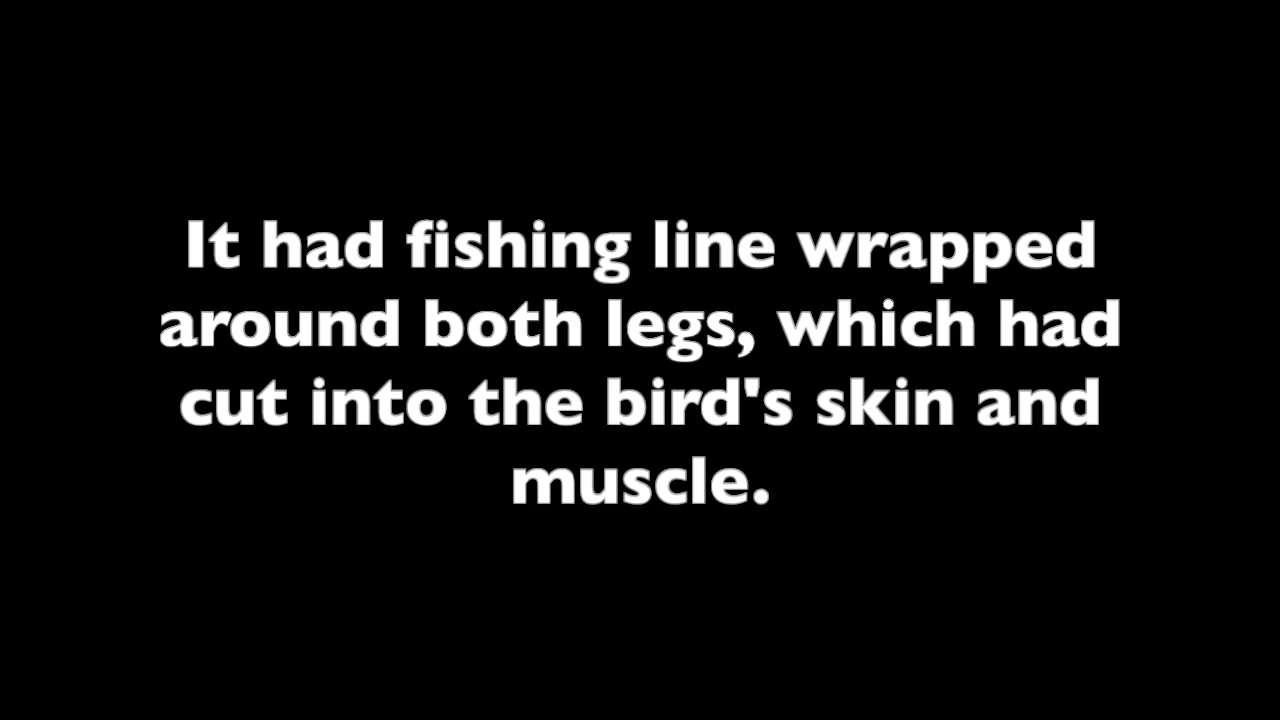 It had fishing line wrapped
around both legs, which had
cut into the bird's skin and
muscle.